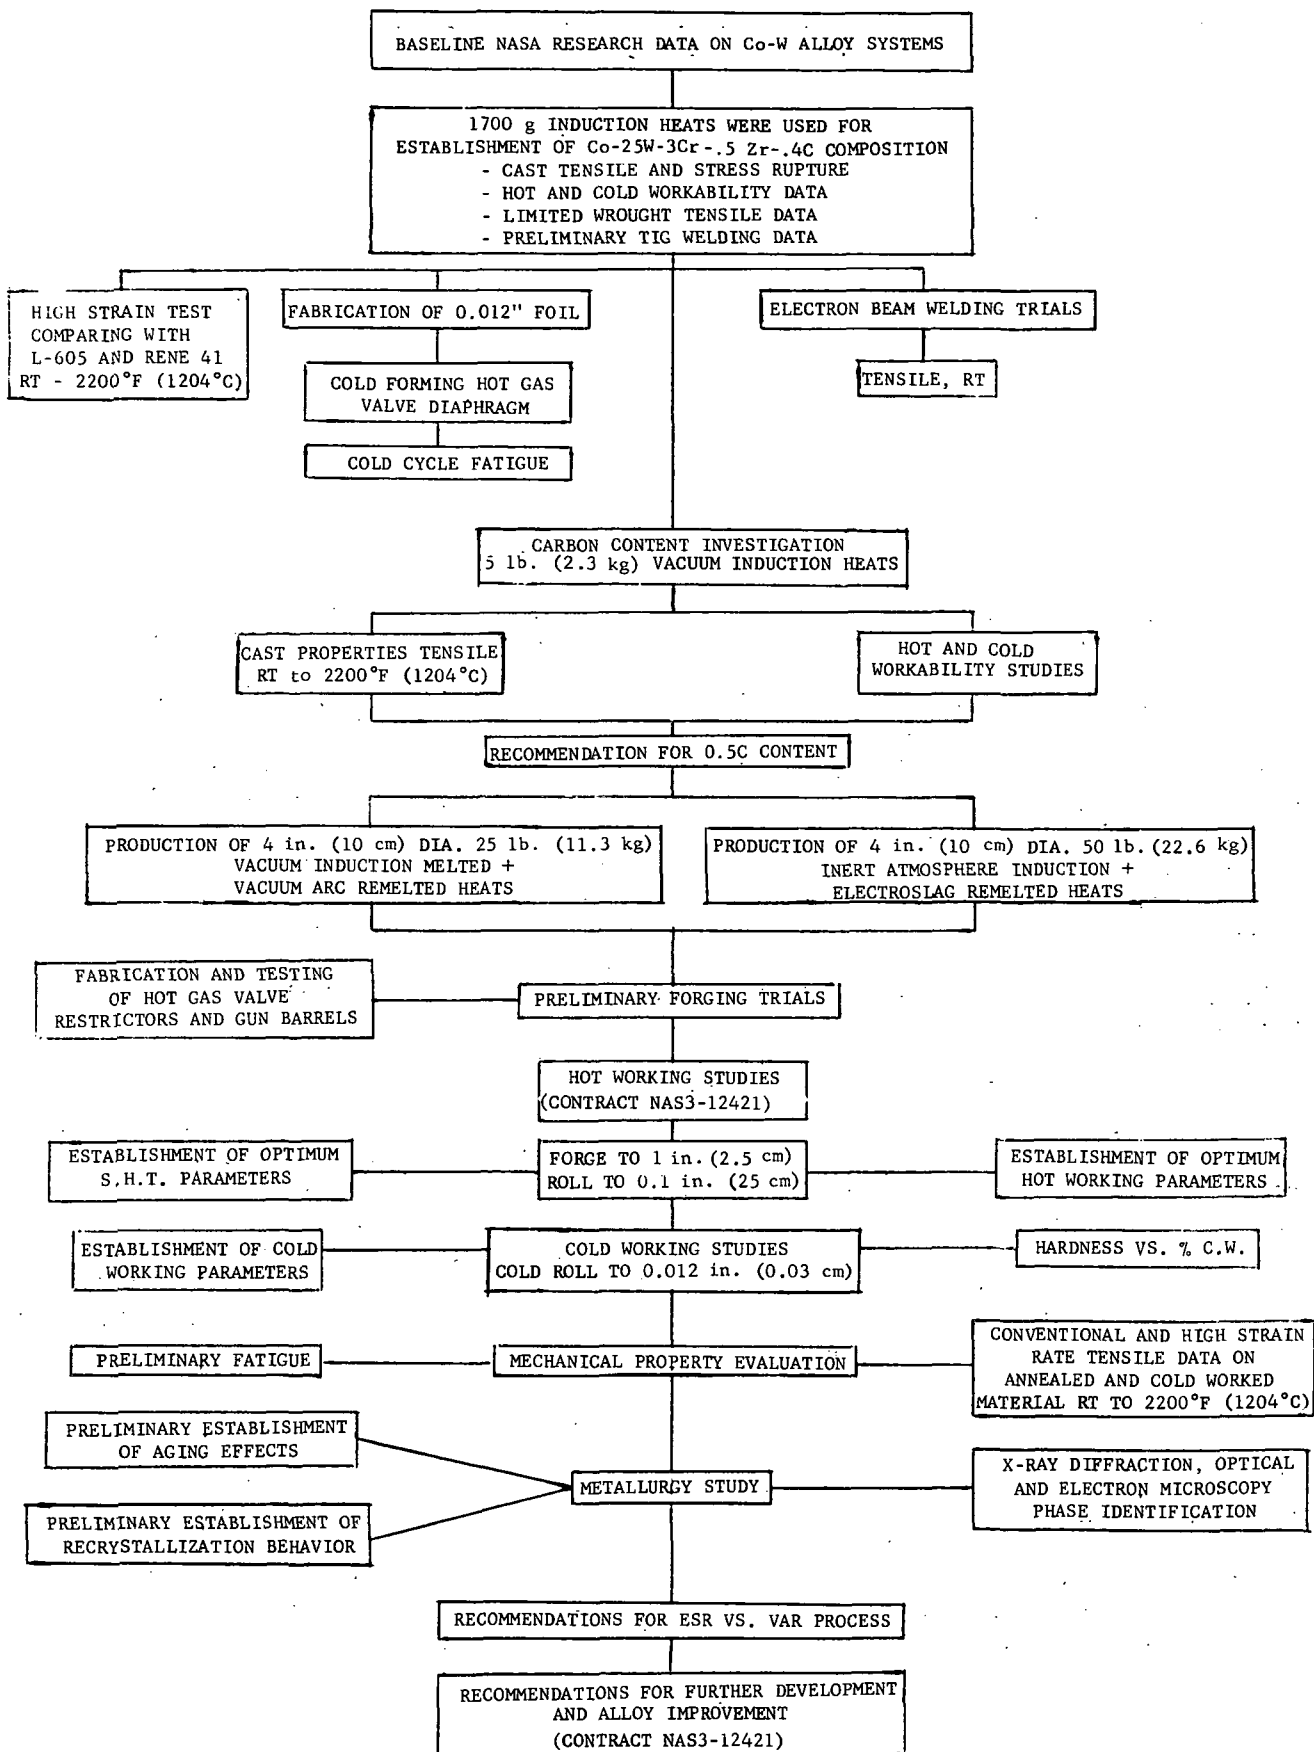 BASELINE NASA RESEARCH DATA ON Co-W ALLOY SYSTEMS
1700 g INDUCTION HEATS WERE USED FOR
ESTABLISHMENT OF Co-25W-3Cr-.5 Zr-.4C COMPOSITION
- CAST TENSILE AND STRESS RUPTURE
- HOT AND COLD WORKABILITY DATA
- LIMITED WROUGHT TENSILE DATA
- PRELIMINARY TIG WELDING DATA
HIGH STRAIN TEST
COMPARING WITH
L-605 AND RENE 41
RT - 2200°F (1204°C)
FABRICATION OF 0.012" FOIL
COLD FORMING HOT GAS
VALVE DIAPHRAGM
COLD CYCLE FATIGUE
ELECTRON BEAM WELDING TRIALS
TENSILE, RT
CARBON CONTENT INVESTIGATION
5 lb. (2.3 kg) VACUUM INDUCTION HEATS
CAST PROPERTIES TENSILE
RT to 2200°F (1204°C)
HOT AND COLD
WORKABILITY STUDIES
RECOMMENDATION FOR 0.5C CONTENT
PRODUCTION OF 4 in. (10 cm) DIA. 25 lb. (11.3 kg)
VACUUM INDUCTION MELTED +
VACUUM ARC REMELTED HEATS
PRODUCTION OF 4 in. (10 cm) DIA. 50 lb. (22.6 kg)
INERT ATMOSPHERE INDUCTION +
ELECTROSLAG REMELTED HEATS
FABRICATION AND TESTING
OF HOT GAS VALVE
RESTRICTORS AND GUN BARRELS
PRELIMINARY FORGING TRIALS
HOT WORKING STUDIES
(CONTRACT NAS3-12421)
ESTABLISHMENT OF OPTIMUM
S.H.T. PARAMETERS
FORGE TO 1 in. (2.5 cm)
ROLL TO 0.1 in. (25 cm)
ESTABLISHMENT OF OPTIMUM
HOT WORKING PARAMETERS
ESTABLISHMENT OF COLD
WORKING PARAMETERS
COLD WORKING STUDIES
COLD ROLL TO 0.012 in. (0.03 cm)
HARDNESS VS. % C.W.
PRELIMINARY FATIGUE
MECHANICAL PROPERTY EVALUATION
CONVENTIONAL AND HIGH STRAIN
RATE TENSILE DATA ON
ANNEALED AND COLD WORKED
MATERIAL RT TO 2200°F (1204°C)
PRELIMINARY ESTABLISHMENT
OF AGING EFFECTS
METALLURGY STUDY
X-RAY DIFFRACTION, OPTICAL
AND ELECTRON MICROSCOPY
PHASE IDENTIFICATION
PRELIMINARY ESTABLISHMENT OF
RECRYSTALLIZATION BEHAVIOR
RECOMMENDATIONS FOR ESR VS. VAR PROCESS
RECOMMENDATIONS FOR FURTHER DEVELOPMENT
AND ALLOY IMPROVEMENT
(CONTRACT NAS3-12421)